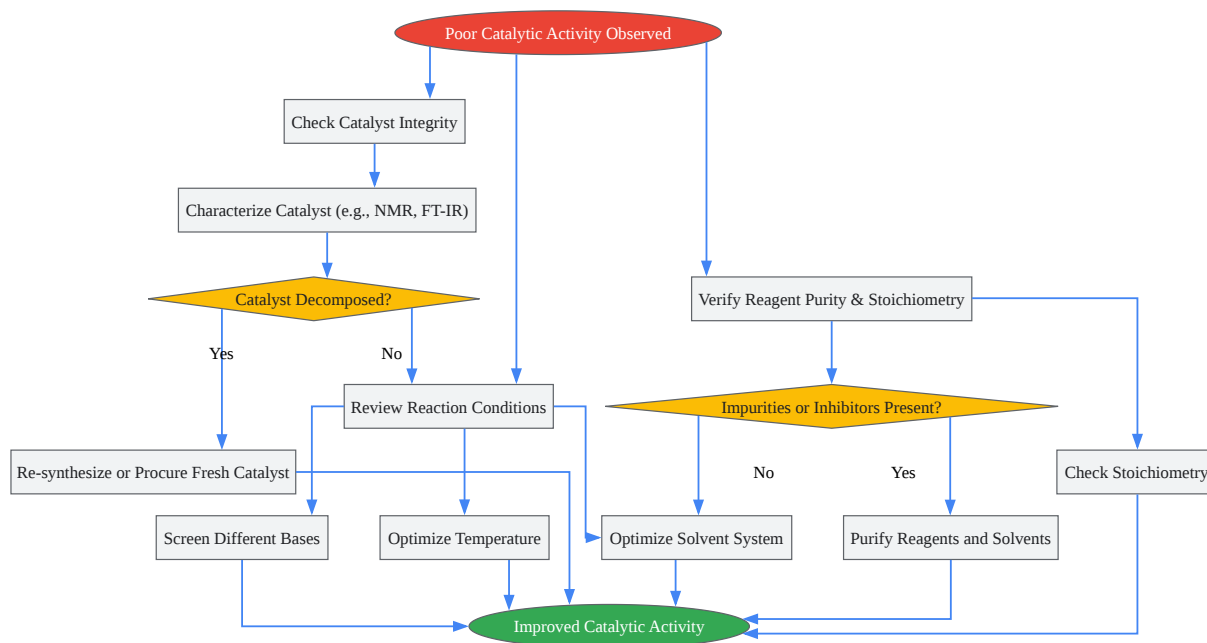 Poor Catalytic Activity Observed
Check Catalyst Integrity
Characterize Catalyst (e.g., NMR, FT-IR)
Catalyst Decomposed?
Verify Reagent Purity & Stoichiometry
Yes
No
Review Reaction Conditions
Impurities or Inhibitors Present?
Re-synthesize or Procure Fresh Catalyst
No
Yes
Check Stoichiometry
Screen Different Bases
Optimize Temperature
Optimize Solvent System
Purify Reagents and Solvents
Improved Catalytic Activity